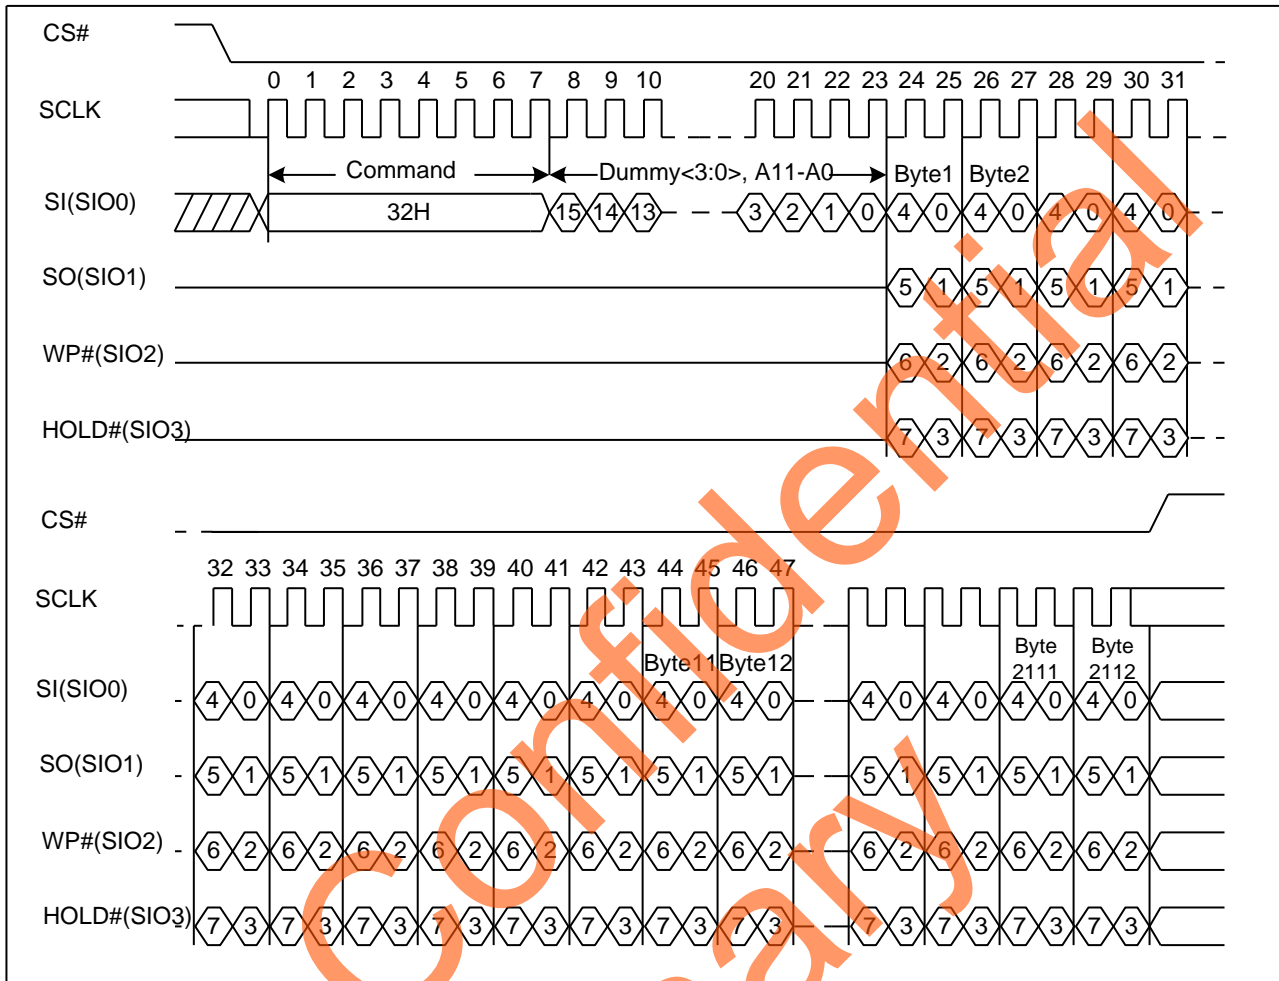 CS#
0 1 2 3 4 5 6 7 8 9 10 20 21 22 23 24 25 26 27 28 29 30 31
SCLK
Command Dummy<3:0>, A11-A0 Byte1 Byte2
SI(SIO0) 32H 15 14 13 3 2 1 0 4 0 4 0 4 0 4 0
SO(SIO1) 5 1 5 1 5 1 5 1
WP#(SIO2) 6 2 6 2 6 2 6 2
HOLD#(SIO3) 7 3 7 3 7 3 7 3
CS#
32 33 34 35 36 37 38 39 40 41 42 43 44 45 46 47
SCLK
Byte11 Byte12 Byte 2111 Byte 2112
SI(SIO0) 4 0 4 0 4 0 4 0 4 0 4 0 4 0 4 0 4 0 4 0 4 0 4 0
SO(SIO1) 5 1 5 1 5 1 5 1 5 1 5 1 5 1 5 1 5 1 5 1 5 1 5 1
WP#(SIO2) 6 2 6 2 6 2 6 2 6 2 6 2 6 2 6 2 6 2 6 2 6 2 6 2
HOLD#(SIO3) 7 3 7 3 7 3 7 3 7 3 7 3 7 3 7 3 7 3 7 3 7 3 7 3
Confidential